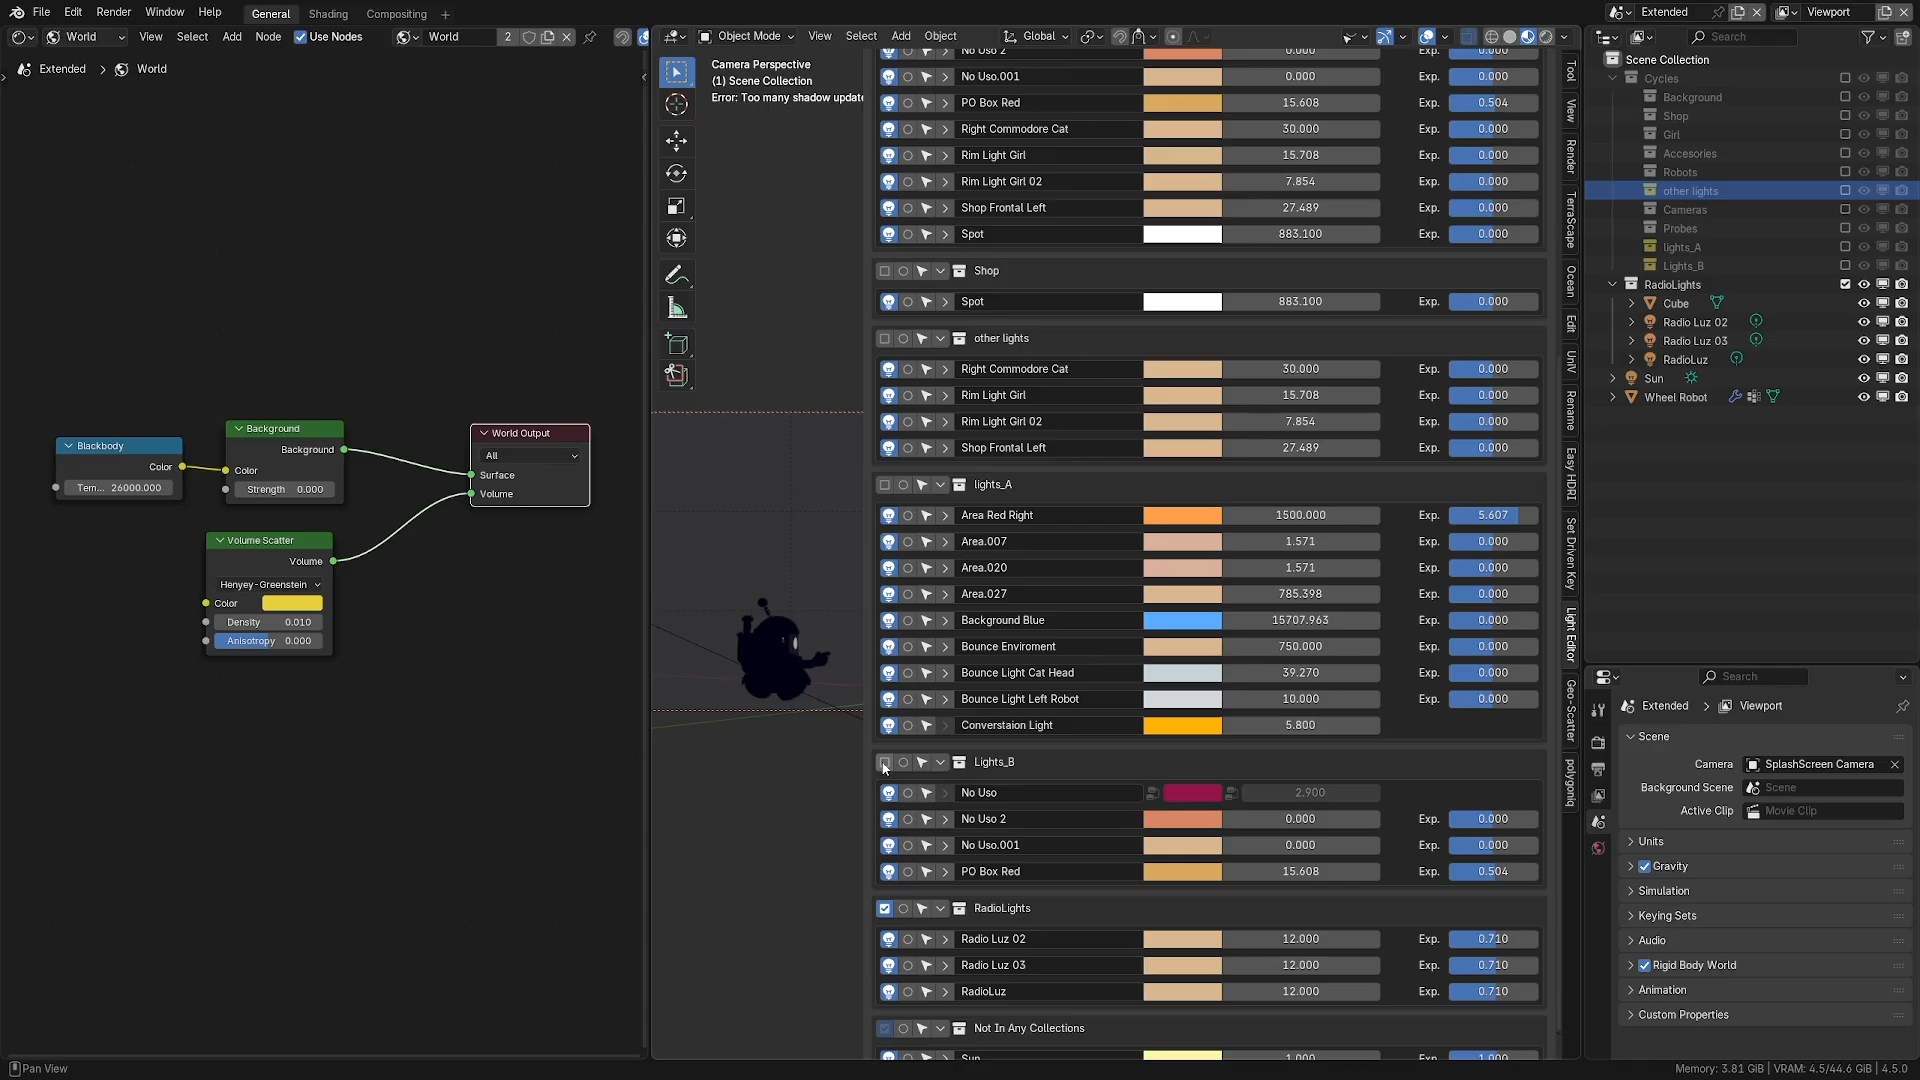 File Edit Render Window Help General Shading Compositing +
Extended Viewport
World View Select Add Node Use Nodes World 2
Object Mode View Select Add Object Global
Search
Extended > World
Camera Perspective
(1) Scene Collection
Error: Too many shadow update
Blackbody
Color
Tem... 26000.000
Background
Background
Color
Strength 0.000
World Output
All
Surface
Volume
Volume Scatter
Volume
Henyey-Greenstein
Color
Density 0.010
Anisotropy 0.000
No Uso 2 0.000 Exp. 0.000
No Uso.001 0.000 Exp. 0.000
PO Box Red 15.608 Exp. 0.504
Right Commodore Cat 30.000 Exp. 0.000
Rim Light Girl 15.708 Exp. 0.000
Rim Light Girl 02 7.854 Exp. 0.000
Shop Frontal Left 27.489 Exp. 0.000
Spot 883.100 Exp. 0.000
Shop
Spot 883.100 Exp. 0.000
other lights
Right Commodore Cat 30.000 Exp. 0.000
Rim Light Girl 15.708 Exp. 0.000
Rim Light Girl 02 7.854 Exp. 0.000
Shop Frontal Left 27.489 Exp. 0.000
lights_A
Area Red Right 1500.000 Exp. 5.607
Area.007 1.571 Exp. 0.000
Area.020 1.571 Exp. 0.000
Area.027 785.398 Exp. 0.000
Background Blue 15707.963 Exp. 0.000
Bounce Enviroment 750.000 Exp. 0.000
Bounce Light Cat Head 39.270 Exp. 0.000
Bounce Light Left Robot 10.000 Exp. 0.000
Converstaion Light 5.800
Lights_B
No Uso 2.900
No Uso 2 0.000 Exp. 0.000
No Uso.001 0.000 Exp. 0.000
PO Box Red 15.608 Exp. 0.504
RadioLights
Radio Luz 02 12.000 Exp. 0.710
Radio Luz 03 12.000 Exp. 0.710
RadioLuz 12.000 Exp. 0.710
Not In Any Collections
Sun 1.000 Exp. 1.000
Tool
View
Render
TerraScape
Ocean
Edit
UniV
Rename
Easy HDRI
Set Driven Key
Light Editor
Geo-Scatter
polygoniq
Scene Collection
Cycles
Background
Shop
Girl
Accesories
Robots
other lights
Cameras
Probes
lights_A
Lights_B
RadioLights
Cube
Radio Luz 02
Radio Luz 03
RadioLuz
Sun
Wheel Robot
Search
Extended > Viewport
Scene
Camera SplashScreen Camera
Background Scene Scene
Active Clip Movie Clip
Units
Gravity
Simulation
Keying Sets
Audio
Rigid Body World
Animation
Custom Properties
Pan View
Memory: 3.81 GiB | VRAM: 4.5/44.6 GiB | 4.5.0